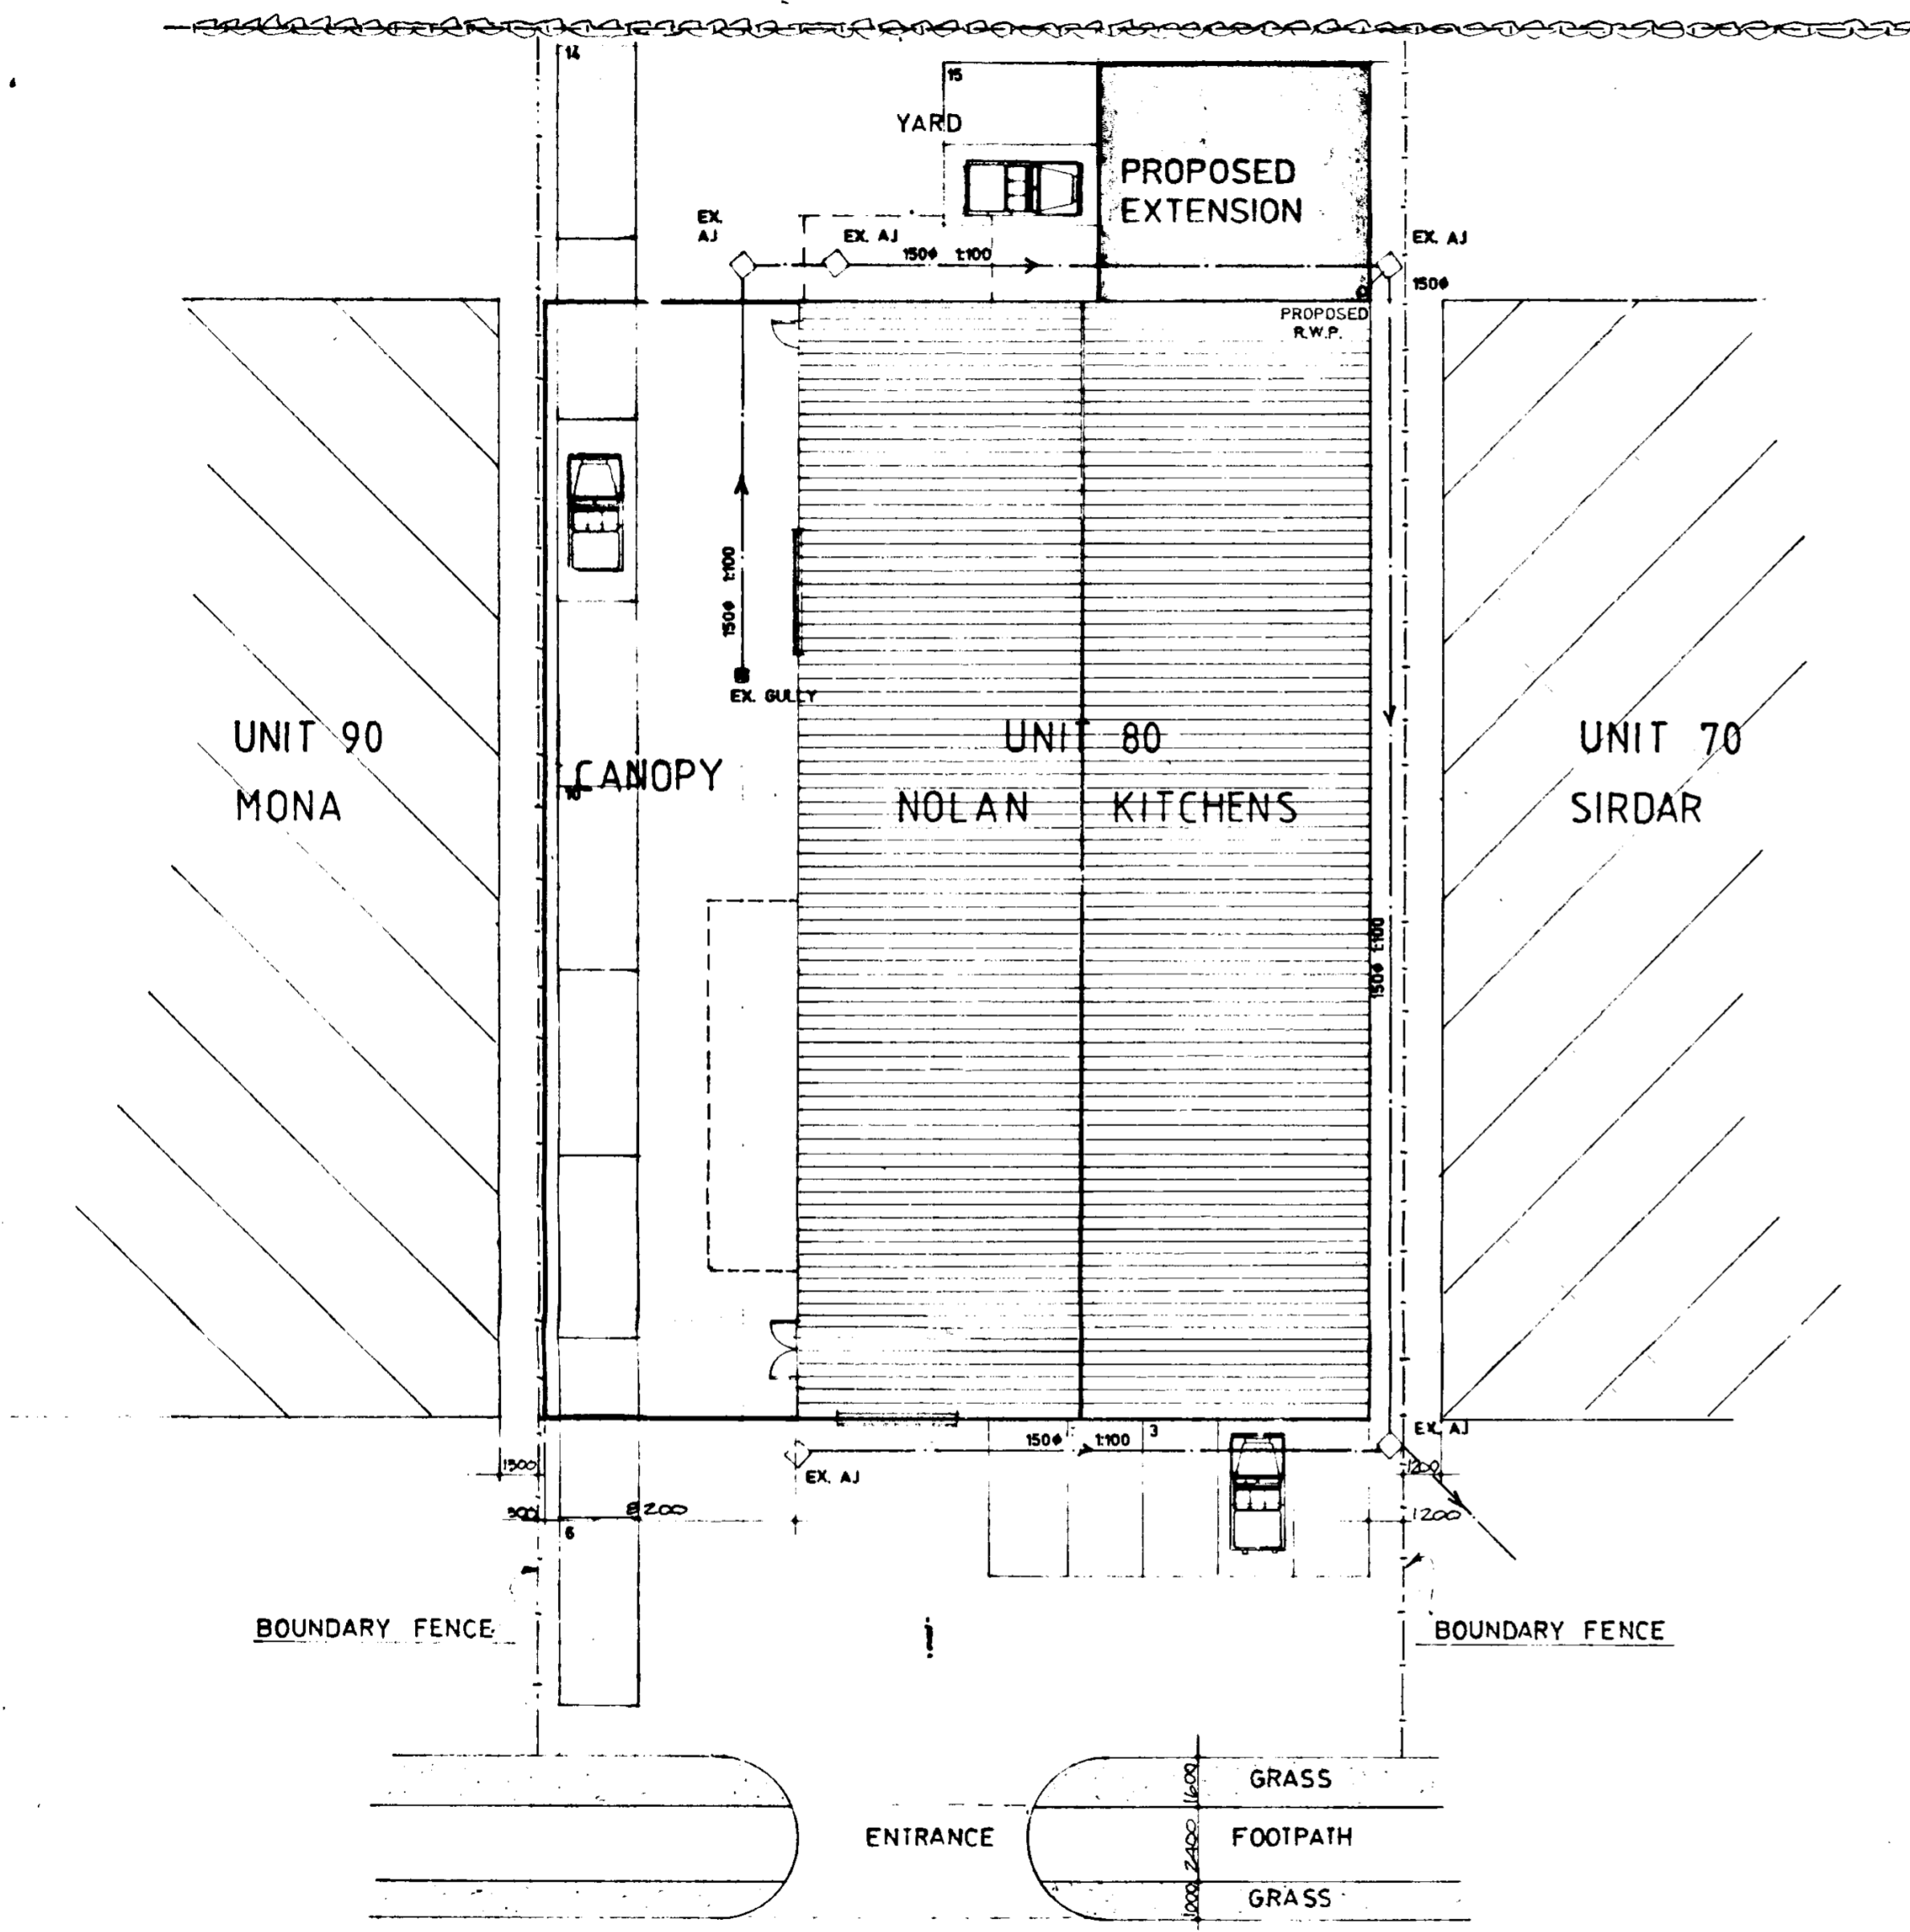 14
15
YARD
PROPOSED
EXTENSION
EX.
AJ
EX. AJ
150ϕ 1:100
EX. AJ
150ϕ
PROPOSED
R.W.P.
150ϕ 1:100
EX. GULLY
UNIT 90
MONA
CANOPY
10
UNIT 80
NOLAN KITCHENS
UNIT 70
SIRDAR
150ϕ 1:100
150ϕ 1:100
3
EX. AJ
EX. AJ
1500
1200
8200
6
1200
BOUNDARY FENCE
BOUNDARY FENCE
1600
GRASS
ENTRANCE
2400
FOOTPATH
1000
GRASS